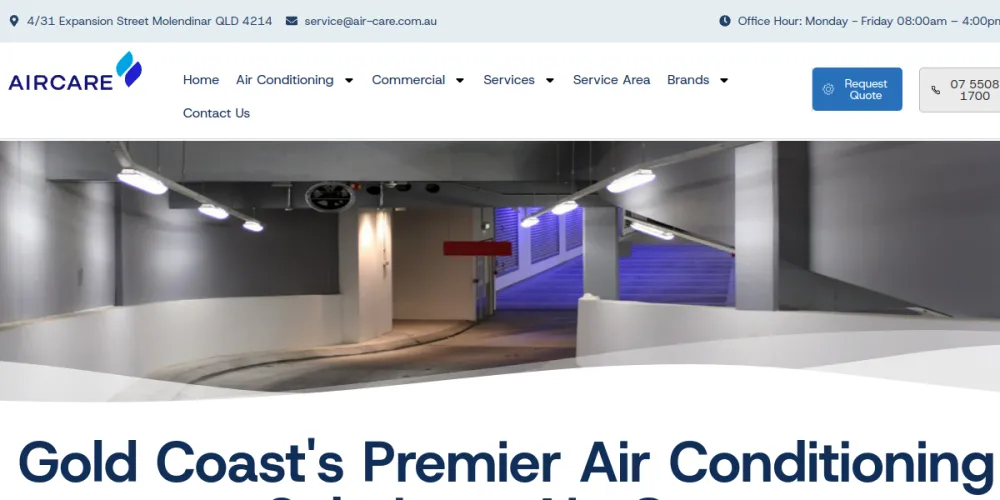 4/31 Expansion Street Molendinar QLD 4214 service@air-care.com.au Office Hour: Monday - Friday 08:00am – 4:00pm
AIRCARE
Home Air Conditioning Commercial Services Service Area Brands
Contact Us
Request
Quote
07 5508
1700
Gold Coast's Premier Air Conditioning